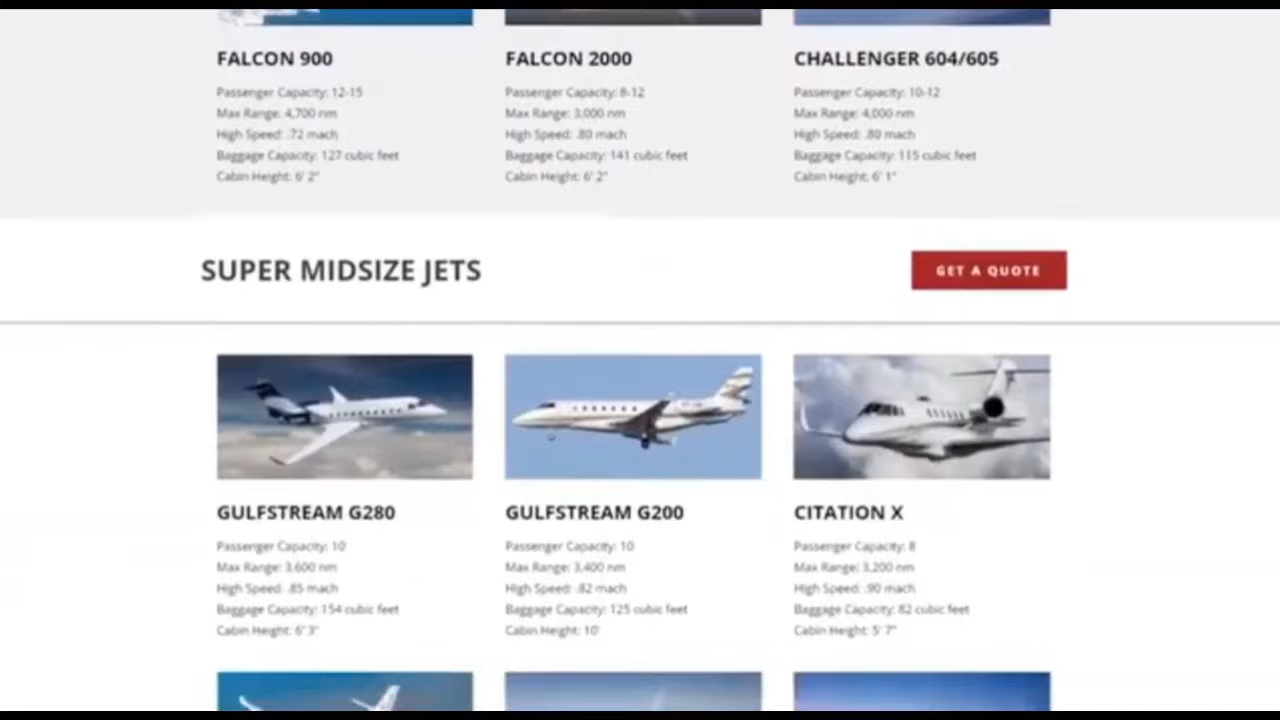 FALCON 900
Passenger Capacity: 12-15
Max Range: 4,700 nm
High Speed: .72 mach
Baggage Capacity: 127 cubic feet
Cabin Height: 6' 2"
FALCON 2000
Passenger Capacity: 8-12
Max Range: 3,000 nm
High Speed: .80 mach
Baggage Capacity: 141 cubic feet
Cabin Height: 6' 2"
CHALLENGER 604/605
Passenger Capacity: 10-12
Max Range: 4,000 nm
High Speed: .80 mach
Baggage Capacity: 115 cubic feet
Cabin Height: 6' 1"
SUPER MIDSIZE JETS
GET A QUOTE
GULFSTREAM G280
Passenger Capacity: 10
Max Range: 3,600 nm
High Speed: .85 mach
Baggage Capacity: 154 cubic feet
Cabin Height: 6' 3"
GULFSTREAM G200
Passenger Capacity: 10
Max Range: 3,400 nm
High Speed: .82 mach
Baggage Capacity: 125 cubic feet
Cabin Height: 10'
CITATION X
Passenger Capacity: 8
Max Range: 3,200 nm
High Speed: .90 mach
Baggage Capacity: 82 cubic feet
Cabin Height: 5' 7"